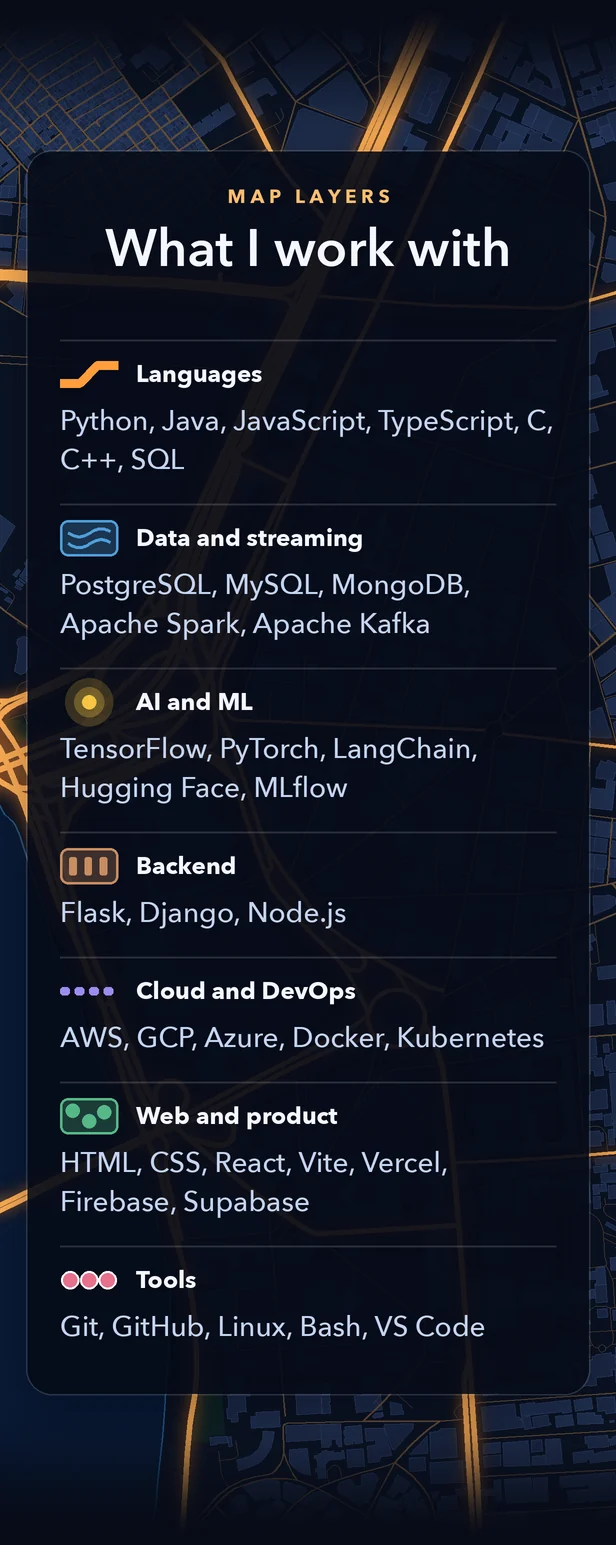 MAP LAYERS
What I work with
Languages
Python, Java, JavaScript, TypeScript, C,
C++, SQL
Data and streaming
PostgreSQL, MySQL, MongoDB,
Apache Spark, Apache Kafka
AI and ML
TensorFlow, PyTorch, LangChain,
Hugging Face, MLflow
Backend
Flask, Django, Node.js
Cloud and DevOps
AWS, GCP, Azure, Docker, Kubernetes
Web and product
HTML, CSS, React, Vite, Vercel,
Firebase, Supabase
Tools
Git, GitHub, Linux, Bash, VS Code